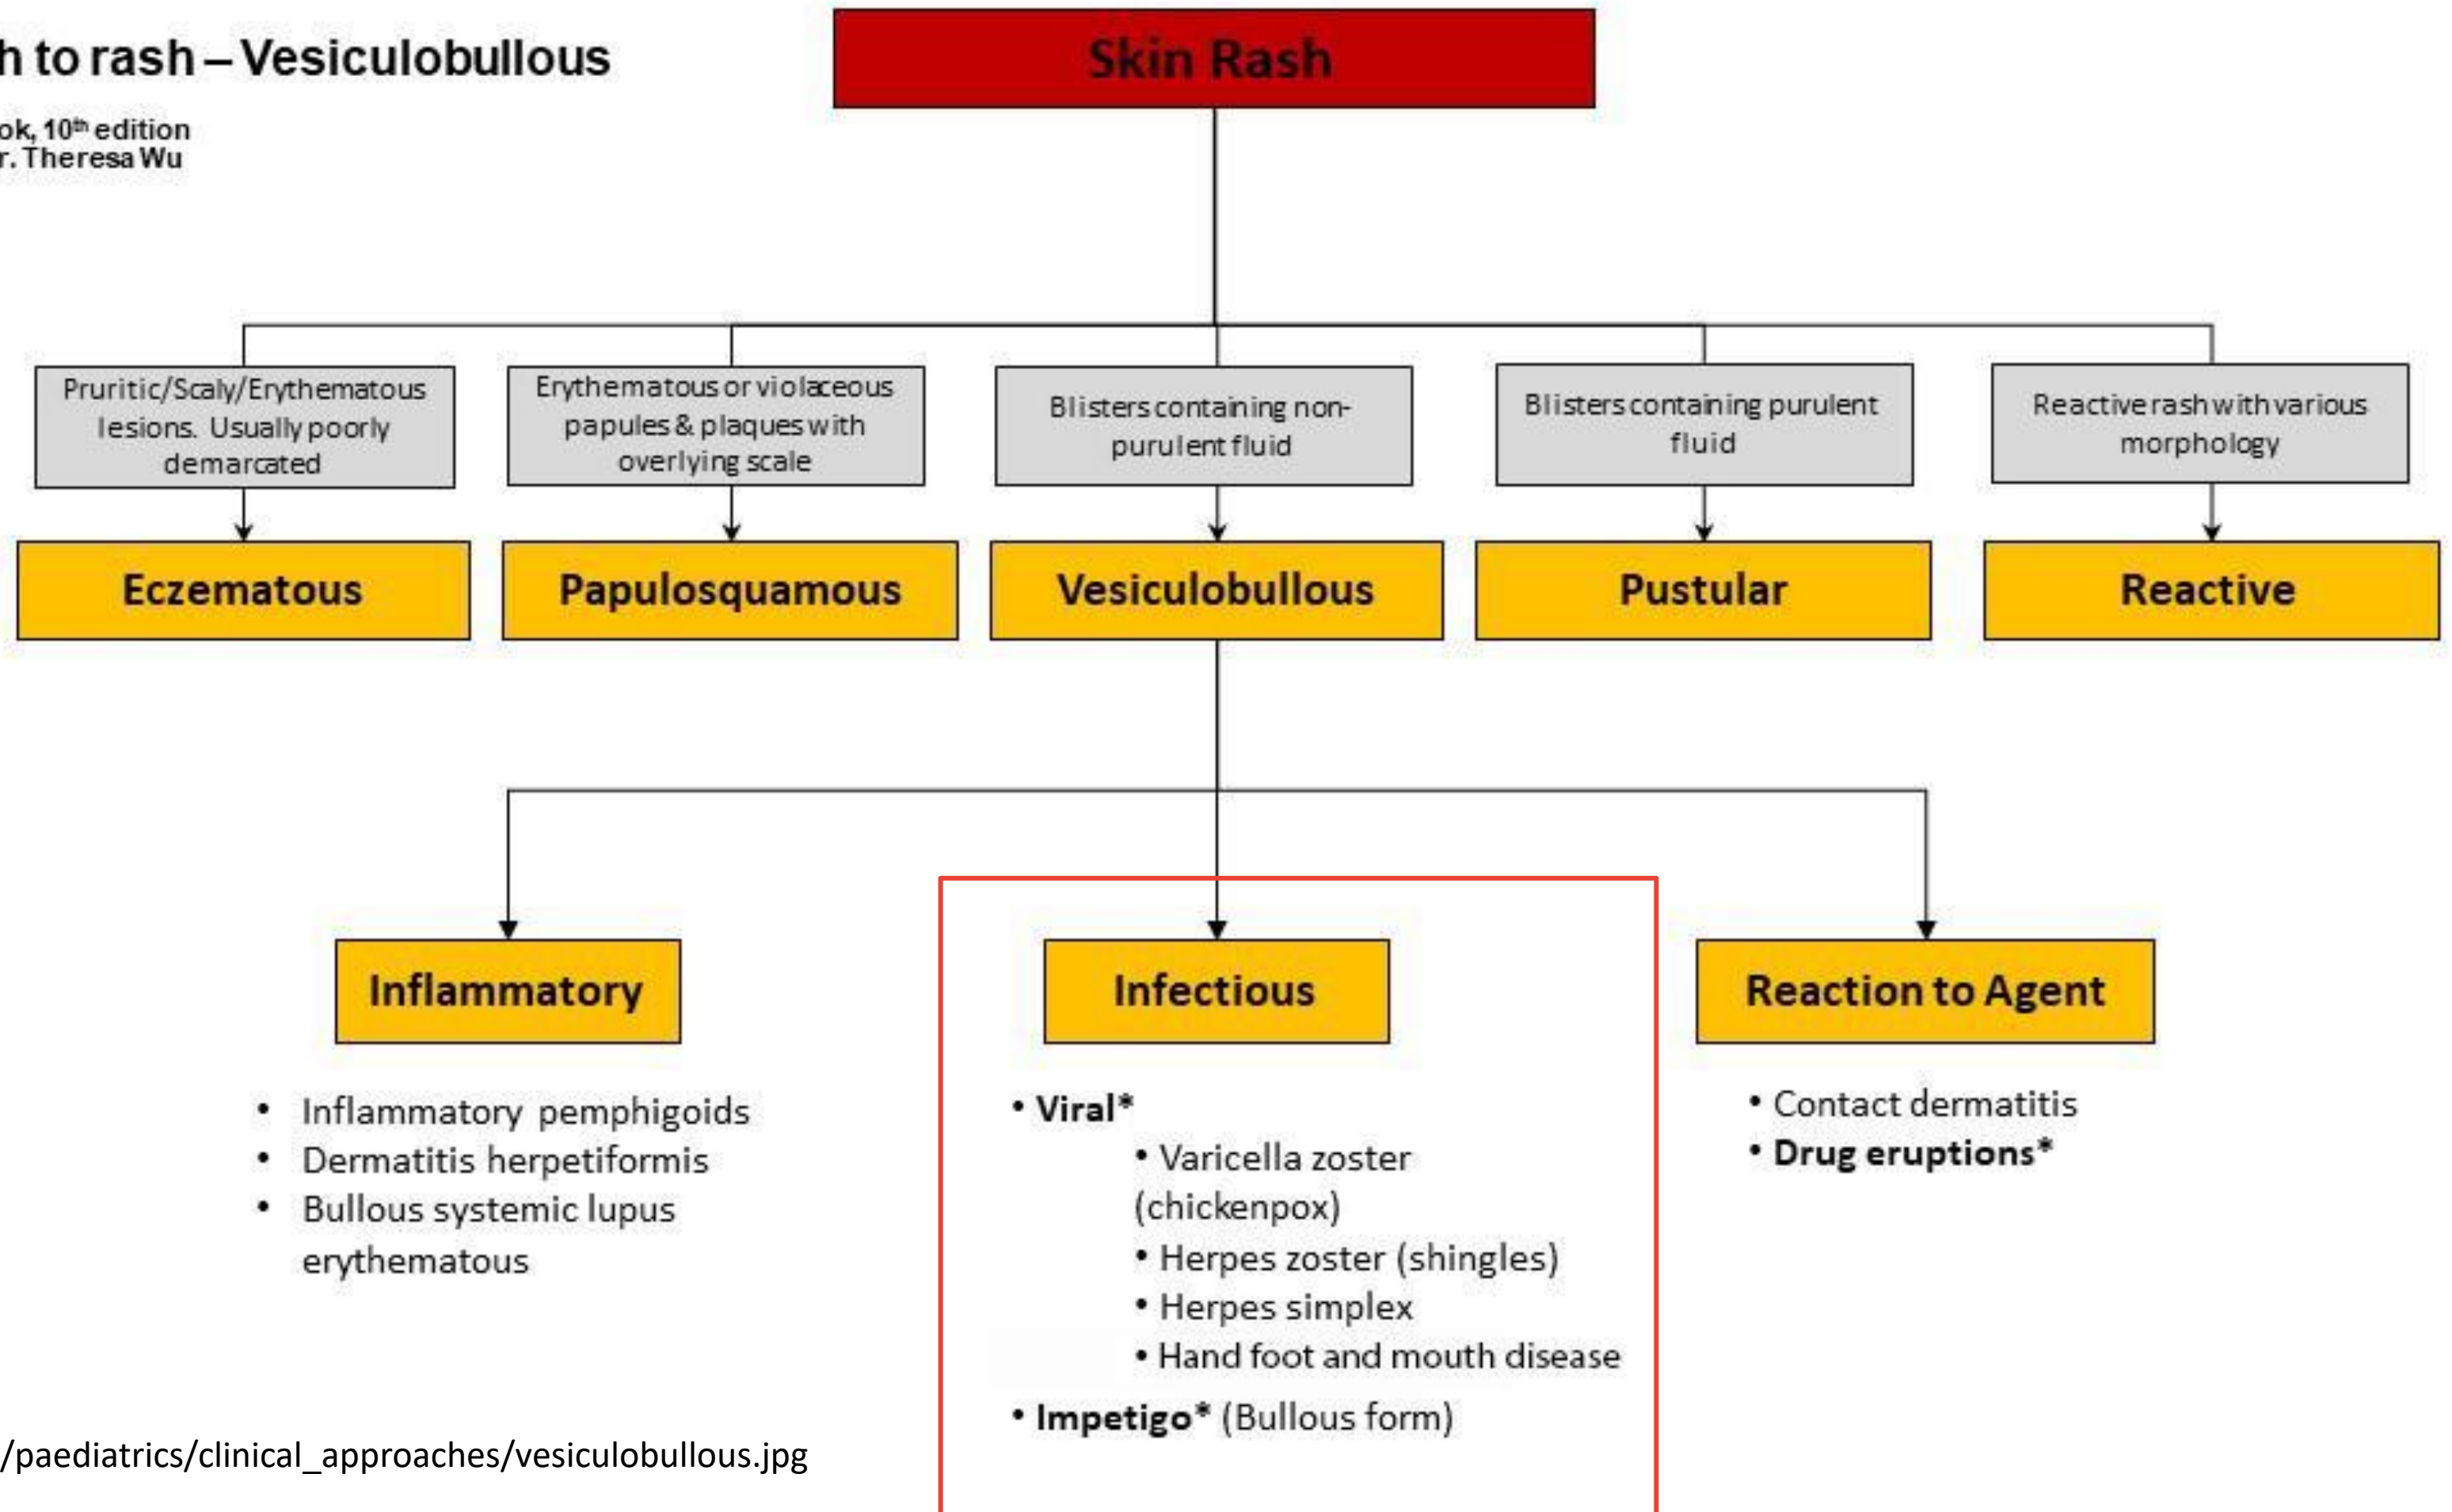 h to rash – Vesiculobullous
ok, 10th edition
r. Theresa Wu
Skin Rash
Pruritic/Scaly/Erythematous
lesions. Usually poorly
demarcated
Erythematous or violaceous
papules & plaques with
overlying scale
Blisters containing non-
purulent fluid
Blisters containing purulent
fluid
Reactive rash with various
morphology
Eczematous
Papulosquamous
Vesiculobullous
Pustular
Reactive
Inflammatory
• Inflammatory pemphigoids
• Dermatitis herpetiformis
• Bullous systemic lupus
erythematous
Infectious
• Viral*
• Varicella zoster
(chickenpox)
• Herpes zoster (shingles)
• Herpes simplex
• Hand foot and mouth disease
• Impetigo* (Bullous form)
Reaction to Agent
• Contact dermatitis
• Drug eruptions*
/paediatrics/clinical_approaches/vesiculobullous.jpg